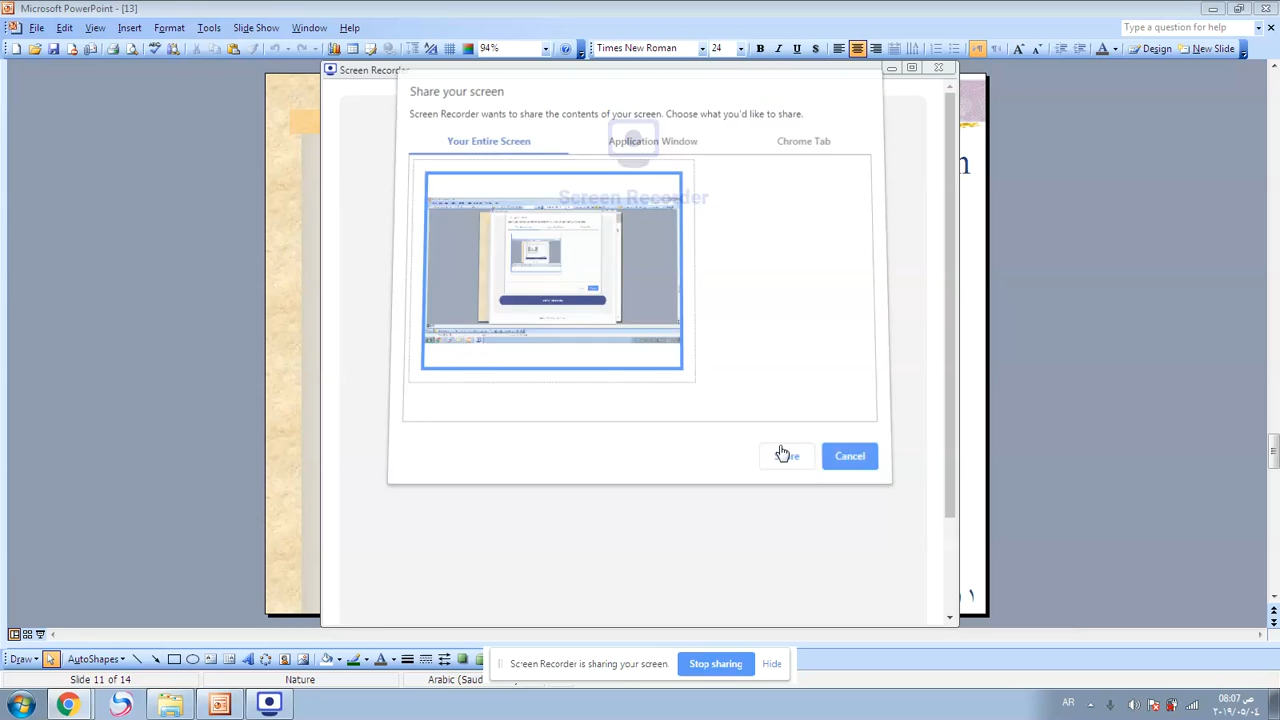 Microsoft PowerPoint - [13]
File Edit View Insert Format Tools Slide Show Window Help
Type a question for help
94%
Times New Roman 24 B I U S Design New Slide
Screen Recorder
Share your screen
Screen Recorder wants to share the contents of your screen. Choose what you'd like to share.
Your Entire Screen Application Window Chrome Tab
Screen Recorder
Cancel
Screen Recorder is sharing your screen. Stop sharing Hide
Draw AutoShapes
Slide 11 of 14 Nature Arabic (Saud
AR
08:07 ص
٢٠١٩/٠٥/٠٤